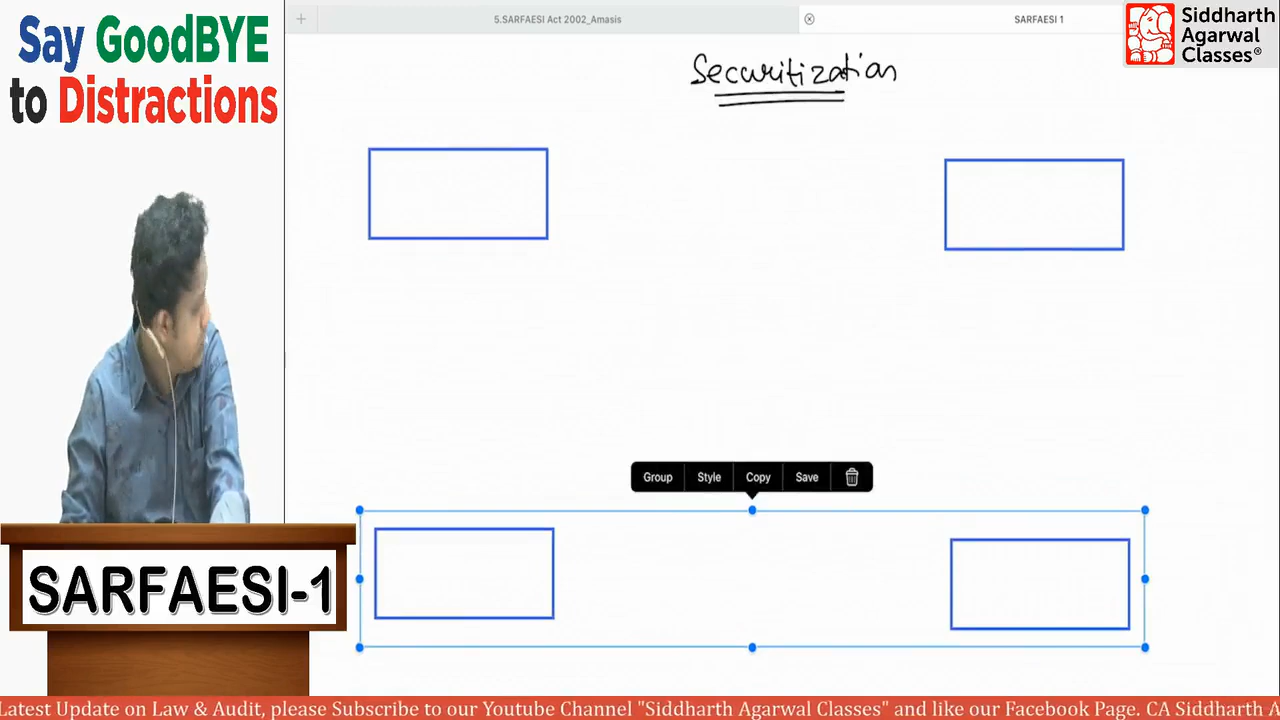 Say GoodBYE
to Distractions
5.SARFAESI Act 2002_Amasis
SARFAESI 1
Siddharth
Agarwal
Classes®
Securitization
Group
Style
Copy
Save
SARFAESI-1
Latest Update on Law & Audit, please Subscribe to our Youtube Channel "Siddharth Agarwal Classes" and like our Facebook Page. CA Siddharth A